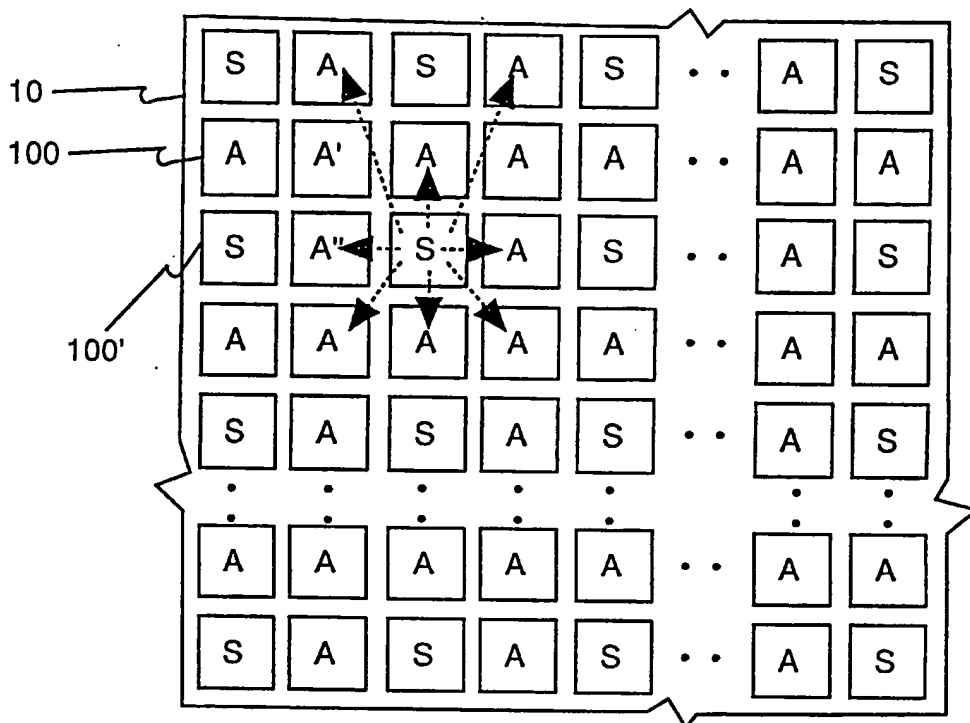 S A S A S · · A S
10
100 A A' A A A · · A A
S A" S A S · · A S
100' A A A A A · · A A
S A S A S · · A S
A A A A A · · A A
S A S A S · · A S